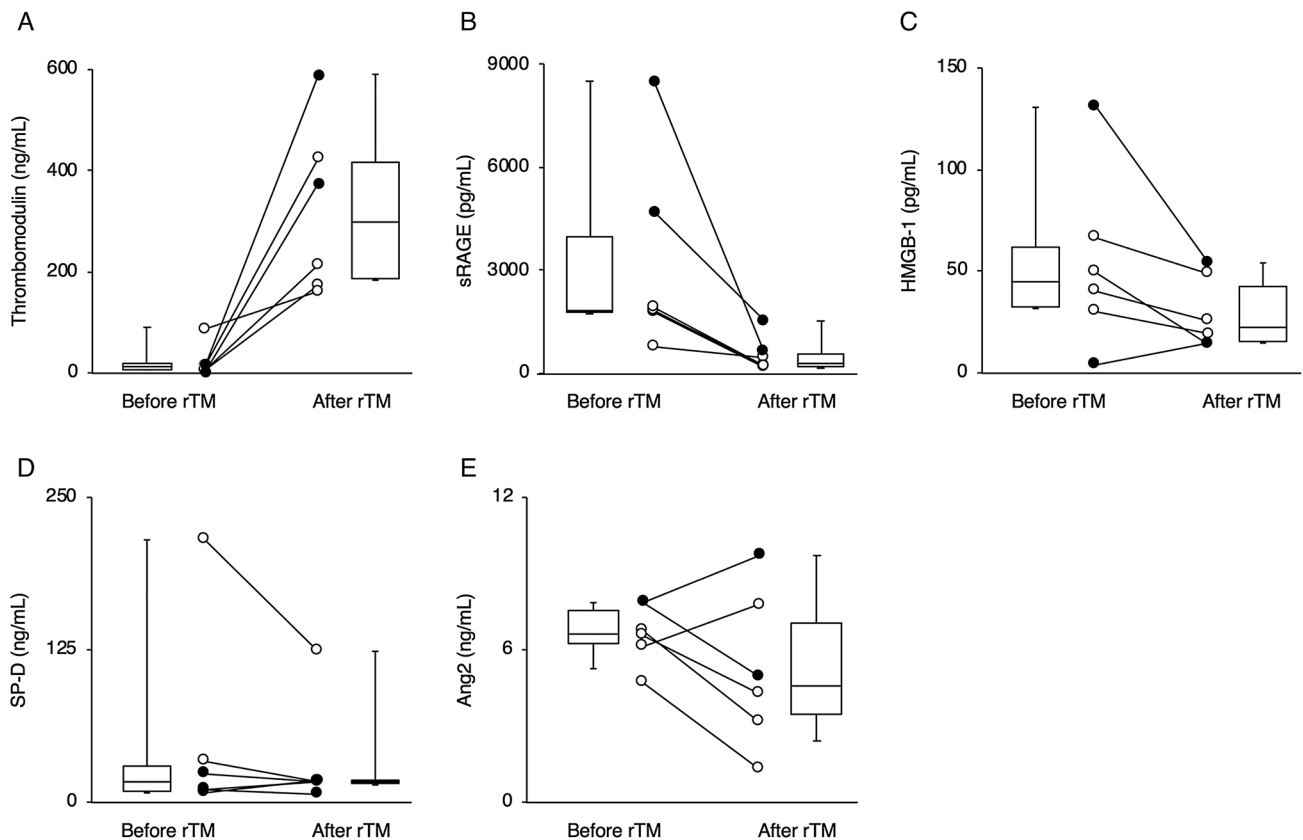 A
Thrombomodulin (ng/mL)
600
400
200
0
Before rTM
After rTM
B
sRAGE (pg/mL)
9000
6000
3000
0
Before rTM
After rTM
C
HMGB-1 (pg/mL)
150
100
50
0
Before rTM
After rTM
D
SP-D (ng/mL)
250
125
0
Before rTM
After rTM
E
Ang2 (ng/mL)
12
6
0
Before rTM
After rTM